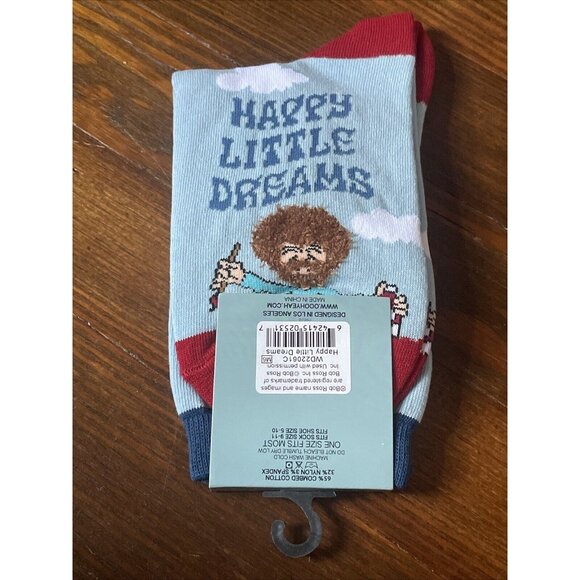 HAPPY
LITTLE
DREAMS
65% COMBED COTTON
32% NYLON 3% SPANDEX
MACHINE WASH COLD
DO NOT BLEACH, TUMBLE DRY LOW
ONE SIZE FITS MOST
FITS SOCK SIZE 9-11
FITS SHOE SIZE 5-10
®Bob Ross name and images
are registered trademarks of
Bob Ross Inc ©Bob Ross
Inc Used with permission
WD22061C
Happy Little Dreams
6 42415 02531 7
MADE IN CHINA
DESIGNED IN LOS ANGELES
WWW.OOOHYEAH.COM